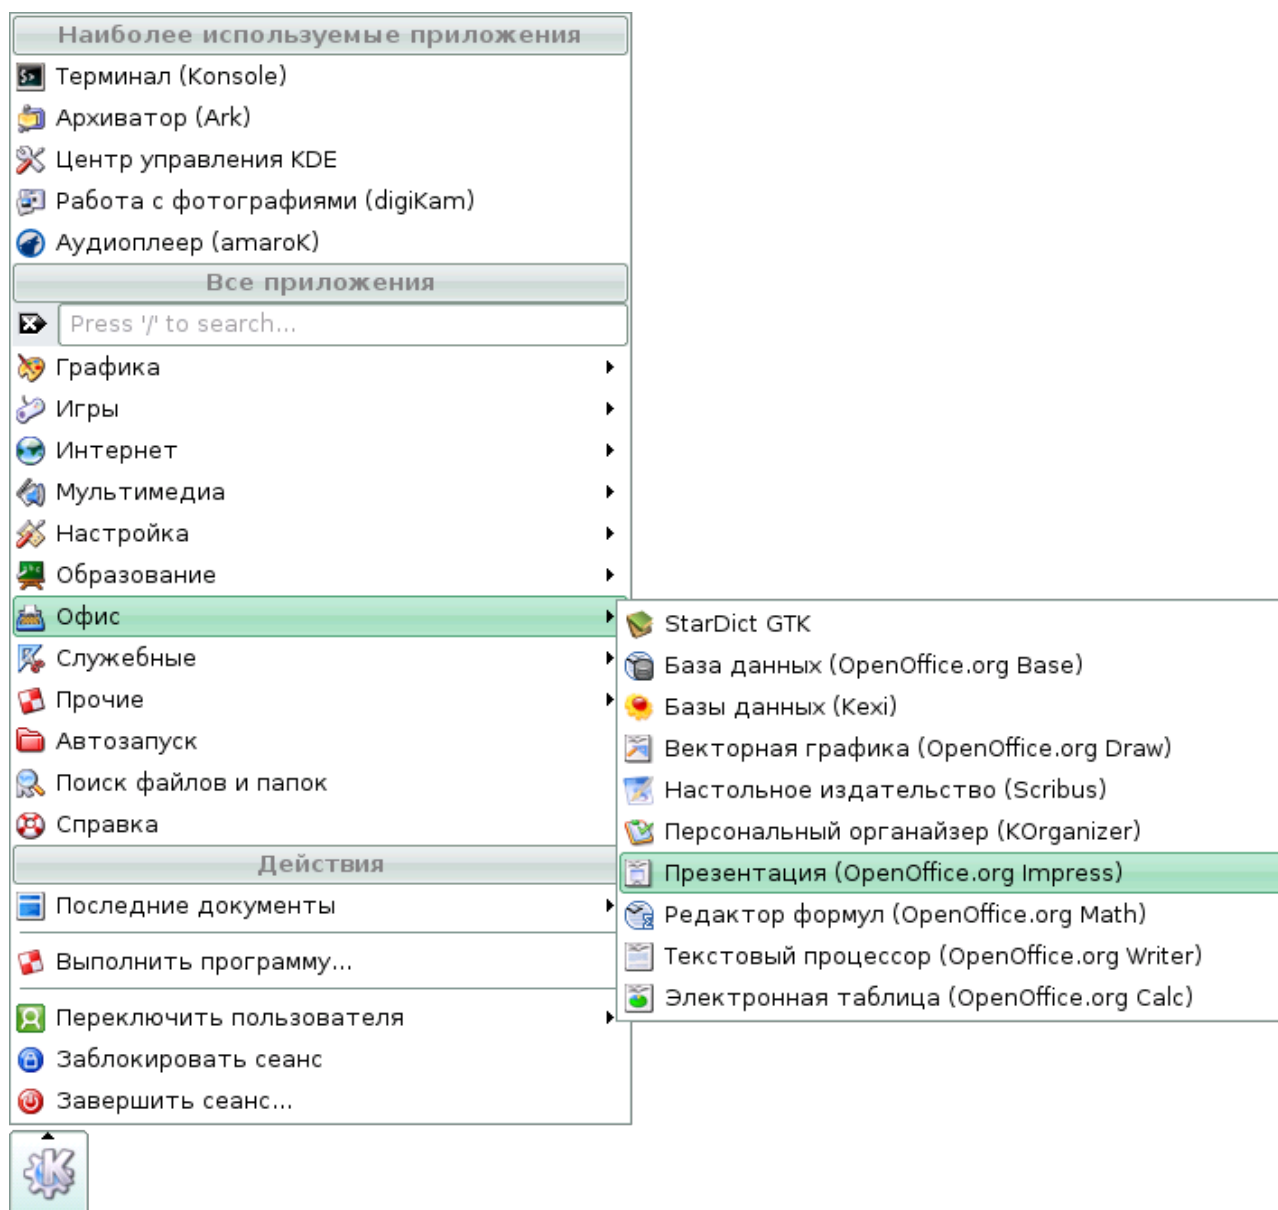 Наиболее используемые приложения
Терминал (Konsole)
Архиватор (Ark)
Центр управления KDE
Работа с фотографиями (digiKam)
Аудиоплеер (amaroK)
Все приложения
Press '/' to search...
Графика
Игры
Интернет
Мультимедиа
Настройка
Образование
Офис
Служебные
Прочие
Автозапуск
Поиск файлов и папок
Справка
Действия
Последние документы
Выполнить программу...
Переключить пользователя
Заблокировать сеанс
Завершить сеанс...
StarDict GTK
База данных (OpenOffice.org Base)
Базы данных (Kexi)
Векторная графика (OpenOffice.org Draw)
Настольное издательство (Scribus)
Персональный органайзер (KOrganizer)
Презентация (OpenOffice.org Impress)
Редактор формул (OpenOffice.org Math)
Текстовый процессор (OpenOffice.org Writer)
Электронная таблица (OpenOffice.org Calc)